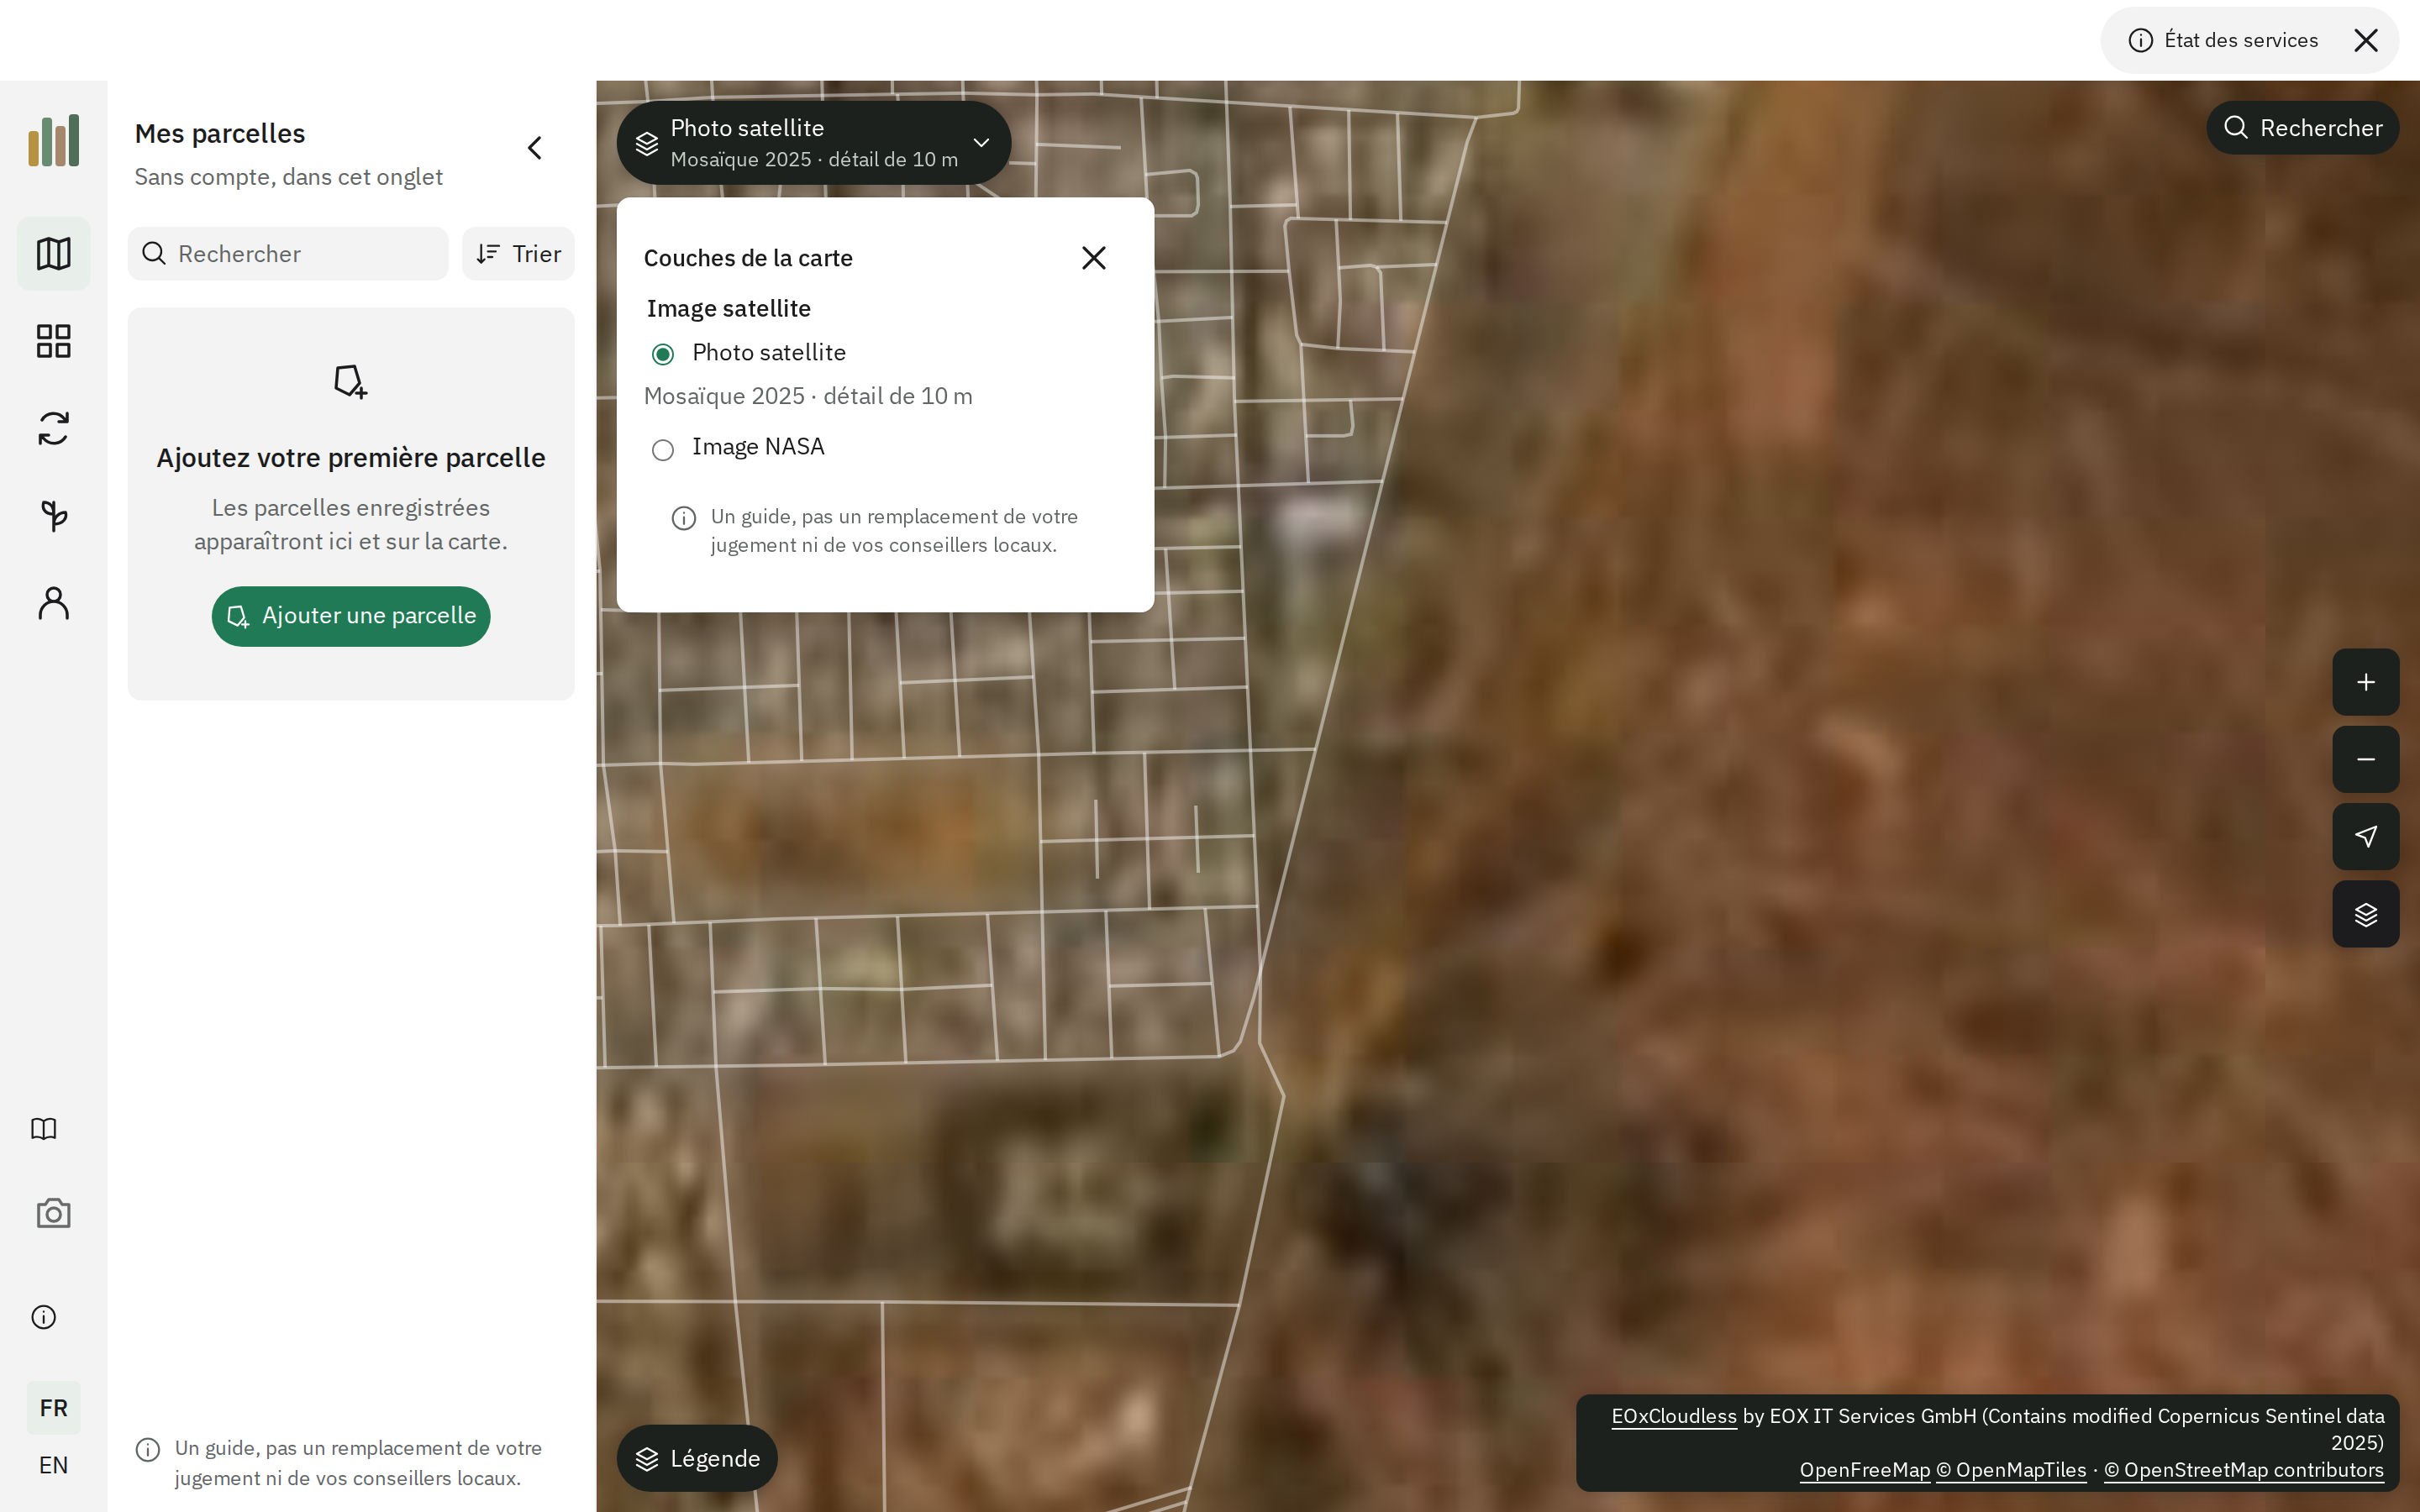 État des services
Mes parcelles
Sans compte, dans cet onglet
Rechercher
Trier
Ajoutez votre première parcelle
Les parcelles enregistrées
apparaîtront ici et sur la carte.
Ajouter une parcelle
FR
EN
Un guide, pas un remplacement de votre
jugement ni de vos conseillers locaux.
Photo satellite
Mosaïque 2025 · détail de 10 m
Rechercher
Couches de la carte
Image satellite
Photo satellite
Mosaïque 2025 · détail de 10 m
Image NASA
Un guide, pas un remplacement de votre
jugement ni de vos conseillers locaux.
Légende
EOxCloudless by EOX IT Services GmbH (Contains modified Copernicus Sentinel data
2025)
OpenFreeMap © OpenMapTiles · © OpenStreetMap contributors